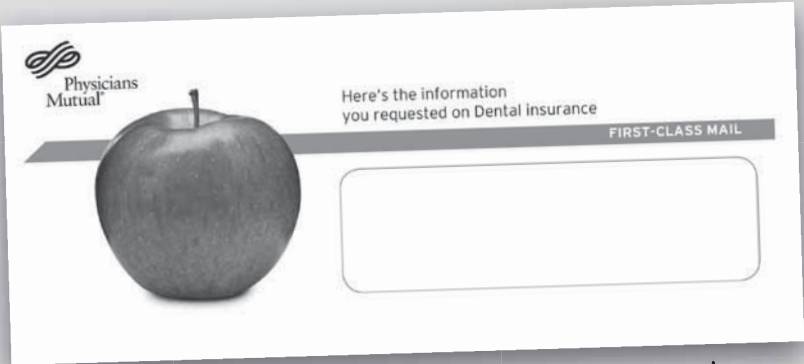 Physicians
Mutual®
Here's the information
you requested on Dental insurance
FIRST-CLASS MAIL